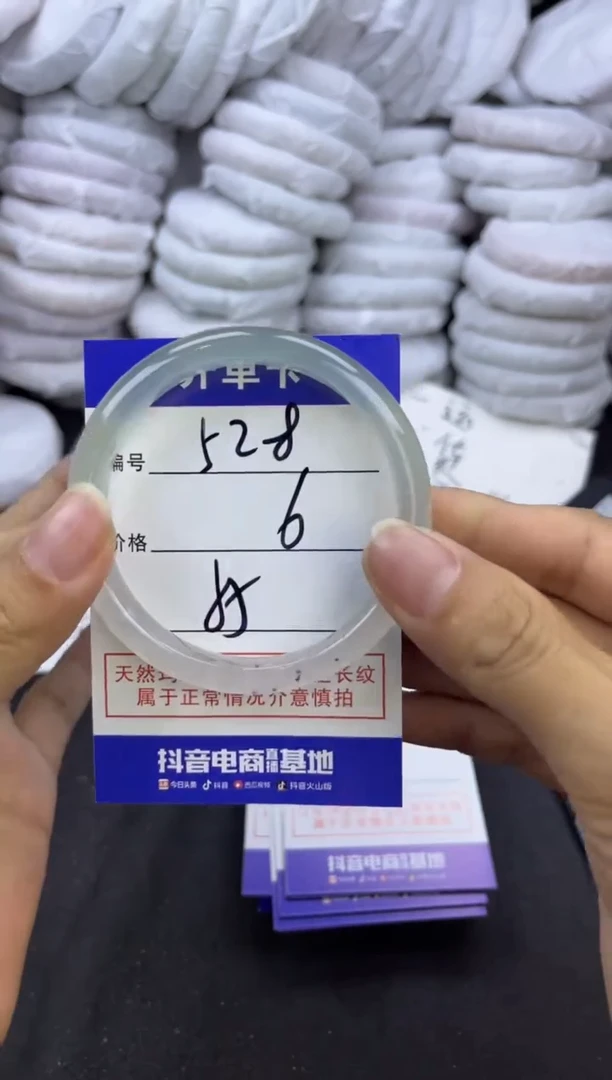 开单卡
编号 528
价格 6
好
天然 生长纹
属于正常情况介意慎拍
抖音电商直播基地
今日头条 抖音 西瓜视频 抖音火山版
抖音电商直播基地